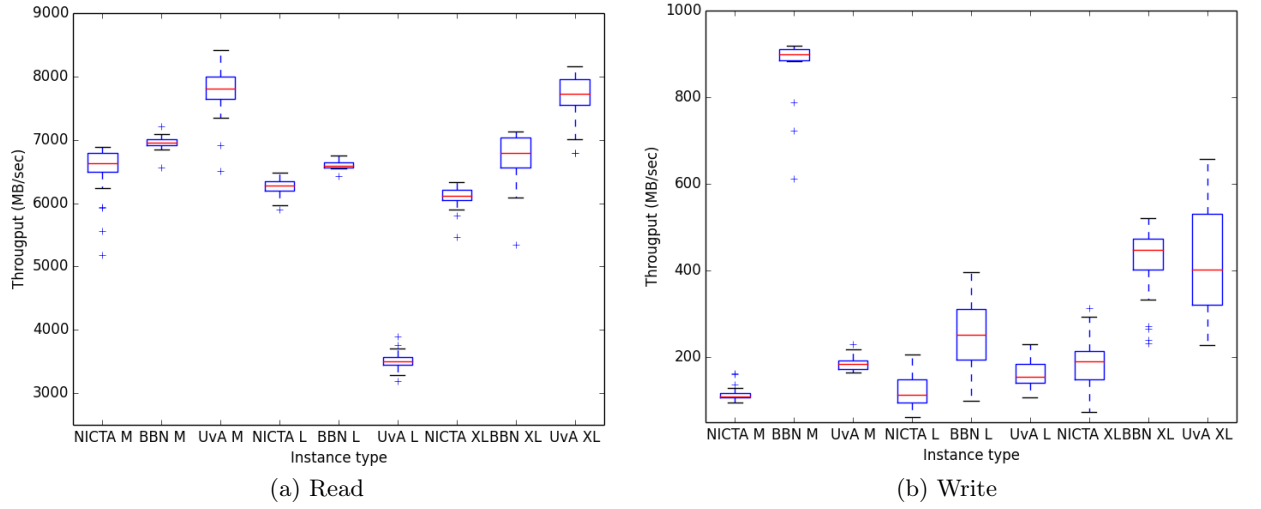 9000
8000
7000
6000
5000
4000
3000
Througput (MB/sec)
NICTA M BBN M UvA M NICTA L BBN L UvA L NICTA XL BBN XL UvA XL
Instance type
(a) Read
1000
800
600
400
200
Througput (MB/sec)
NICTA M BBN M UvA M NICTA L BBN L UvA L NICTA XL BBN XL UvA XL
Instance type
(b) Write